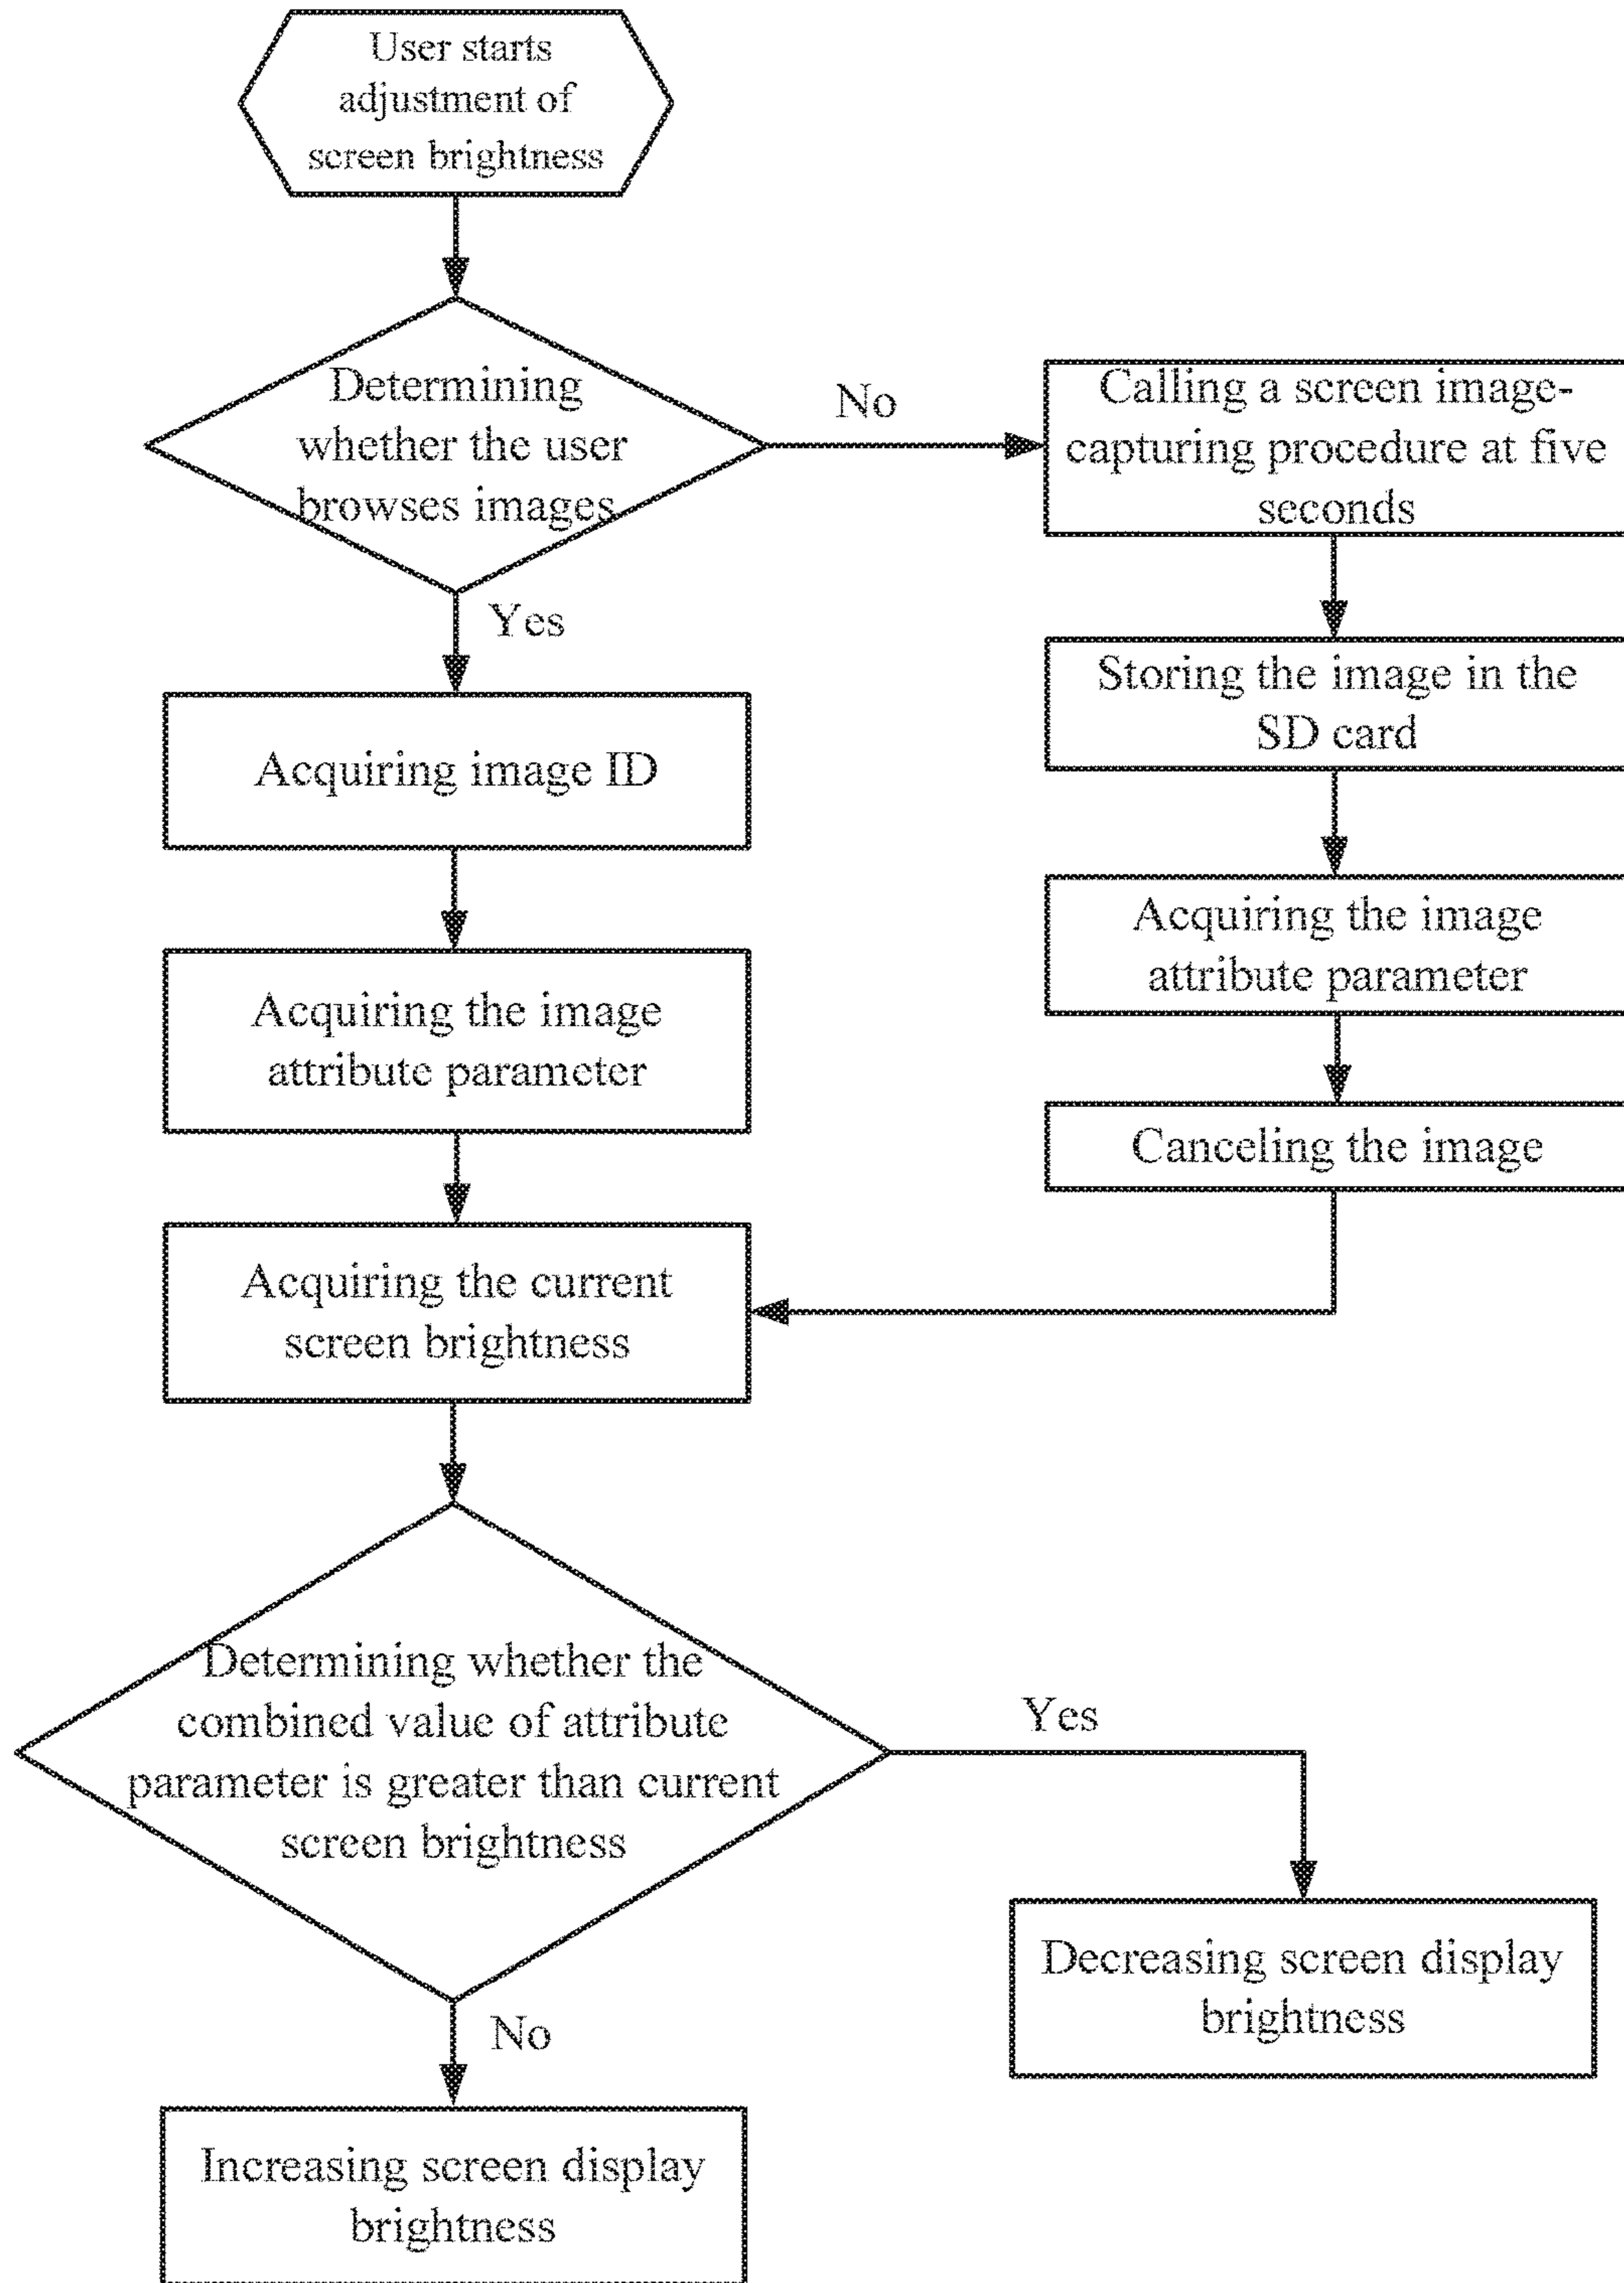 User starts
adjustment of
screen brightness
Determining
whether the user
browses images
No
Calling a screen image-
capturing procedure at five
seconds
Yes
Storing the image in the
SD card
Acquiring image ID
Acquiring the image
attribute parameter
Acquiring the image
attribute parameter
Canceling the image
Acquiring the current
screen brightness
Determining whether the
combined value of attribute
parameter is greater than current
screen brightness
Yes
Decreasing screen display
brightness
No
Increasing screen display
brightness